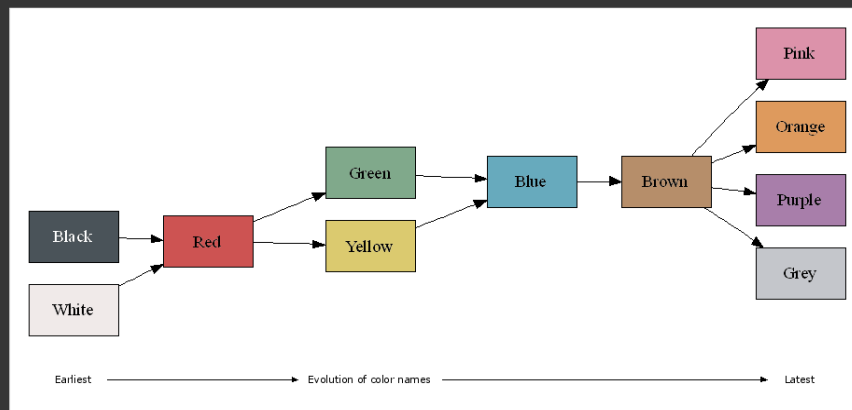 Pink
Orange
Green
Blue
Brown
Purple
Black
Red
Yellow
Grey
White
Earliest
Evolution of color names
Latest